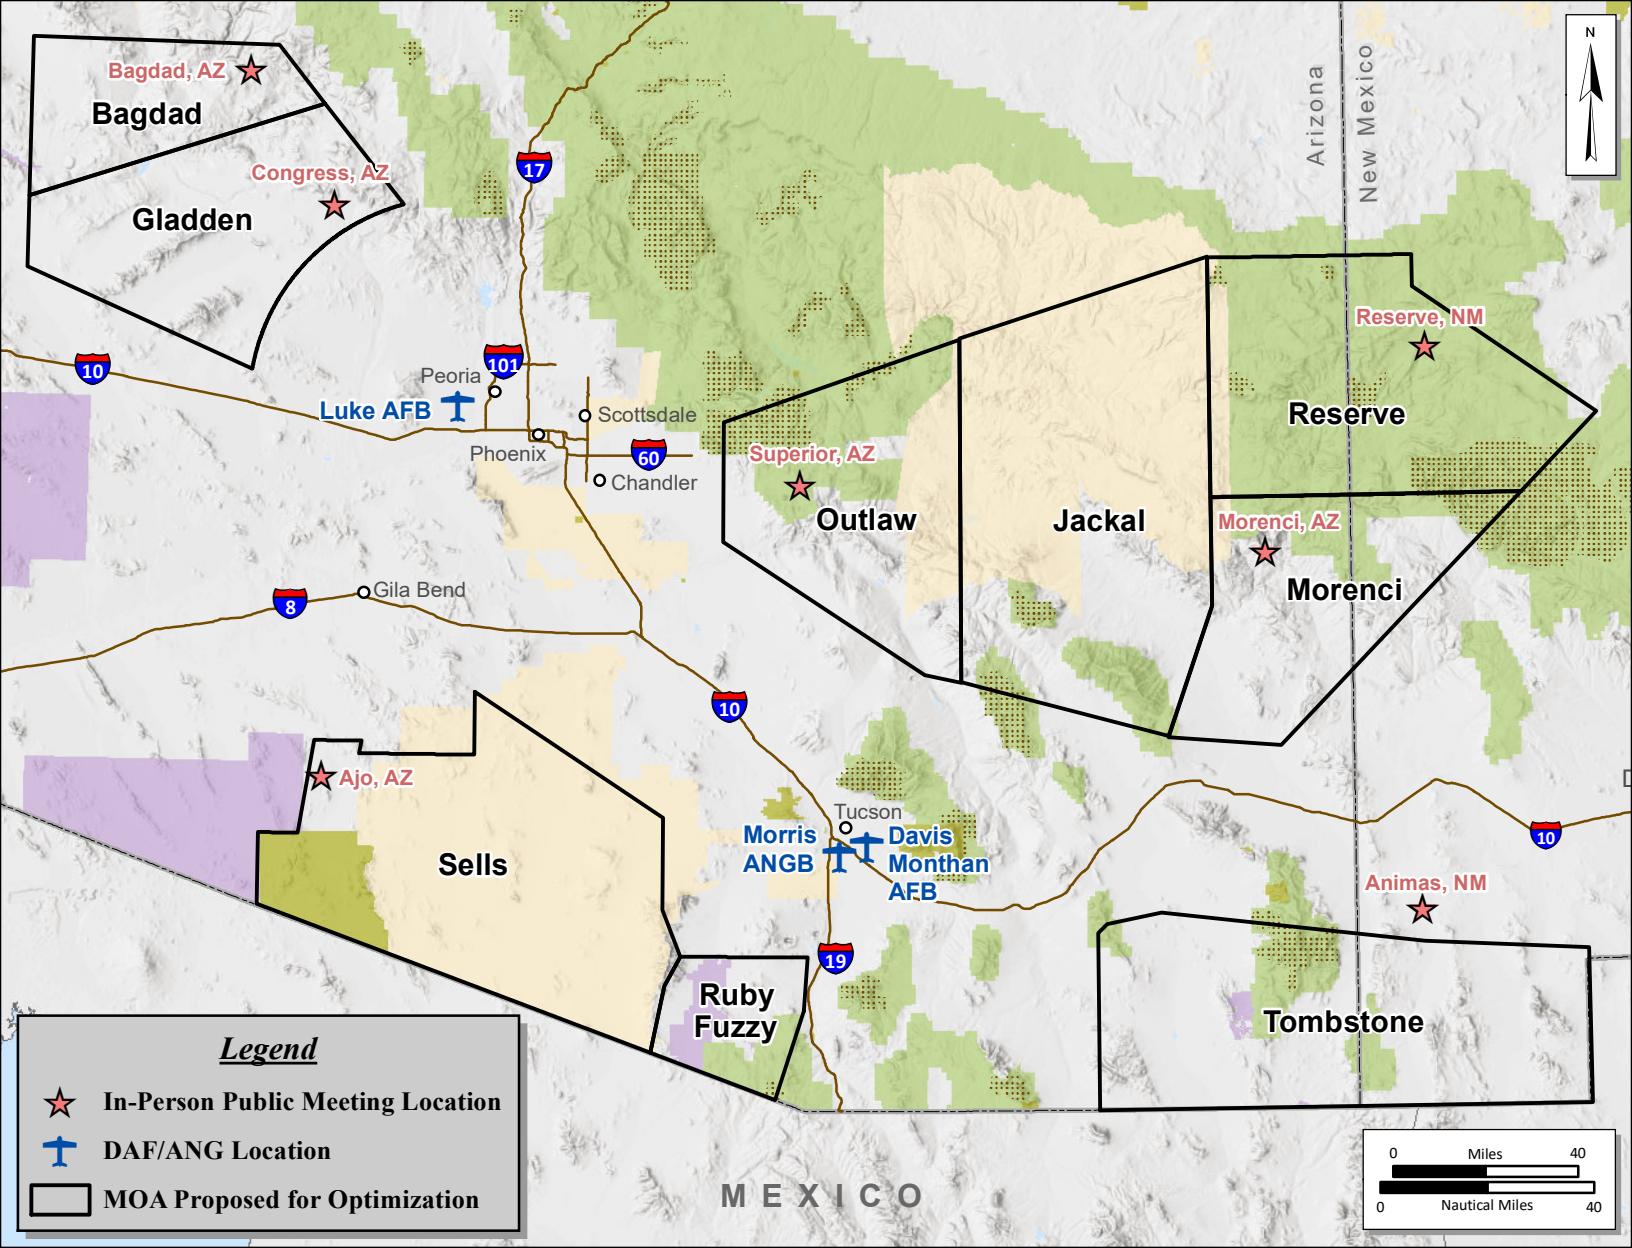 N
Arizona
New Mexico
Bagdad, AZ
Bagdad
Congress, AZ
Gladden
17
10
101
Peoria
Luke AFB
Scottsdale
Phoenix
60
Chandler
Superior, AZ
Outlaw
Jackal
Reserve, NM
Reserve
Morenci, AZ
Morenci
Gila Bend
8
10
Ajo, AZ
Sells
Tucson
Morris
ANGB
Davis
Monthan
AFB
10
Animas, NM
19
Ruby
Fuzzy
Tombstone
MEXICO
Legend
In-Person Public Meeting Location
DAF/ANG Location
MOA Proposed for Optimization
0 Miles 40
0 Nautical Miles 40